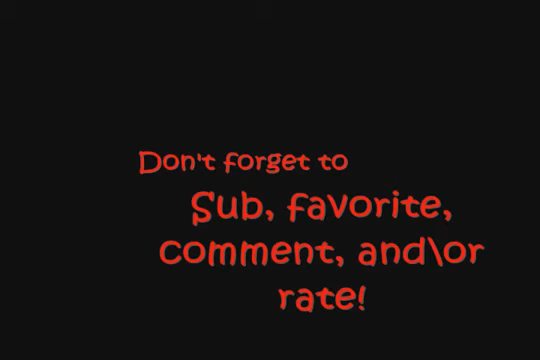 Don't forget to
Sub, favorite,
comment, and\or
rate!